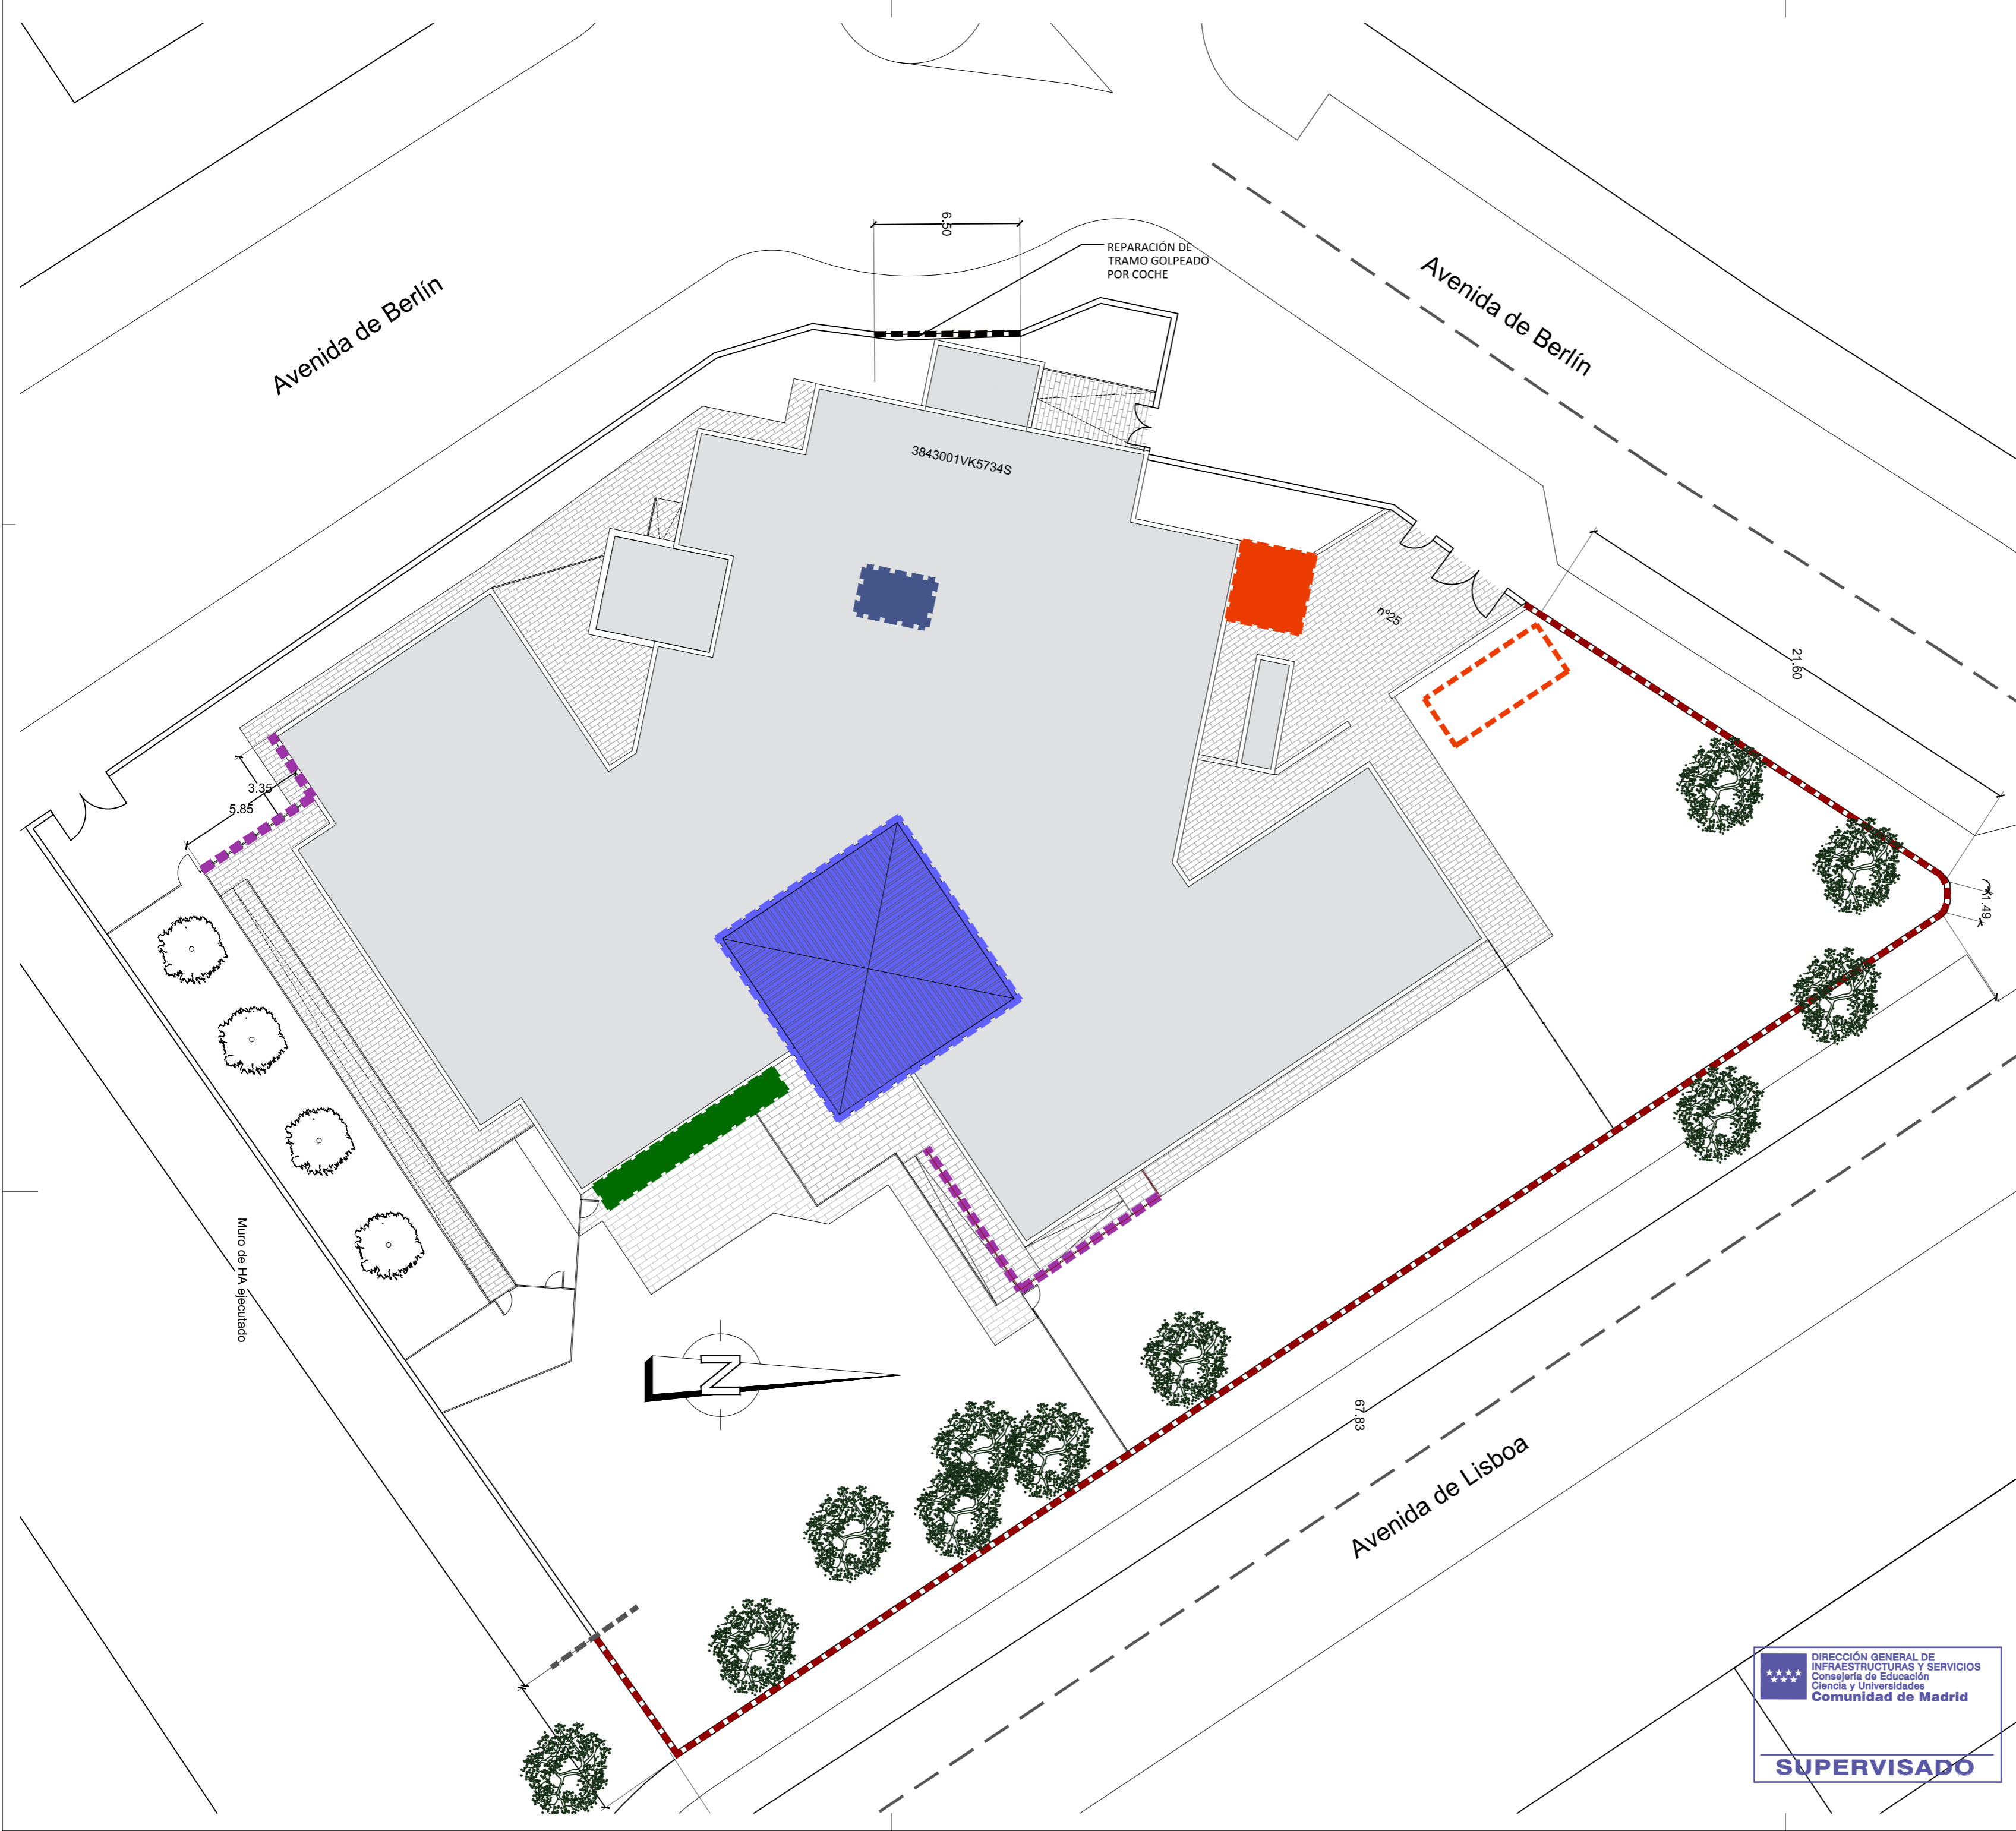 6.50
REPARACIÓN DE
TRAMO GOLPEADO
POR COCHE
Avenida de Berlín
Avenida de Berlín
3843001VK5734S
nº25
21.60
3.35
5.85
1.49
Muro de HA ejecutado
N
67.83
Avenida de Lisboa
DIRECCIÓN GENERAL DE
INFRAESTRUCTURAS Y SERVICIOS
Consejería de Educación
Ciencia y Universidades
Comunidad de Madrid
SUPERVISADO